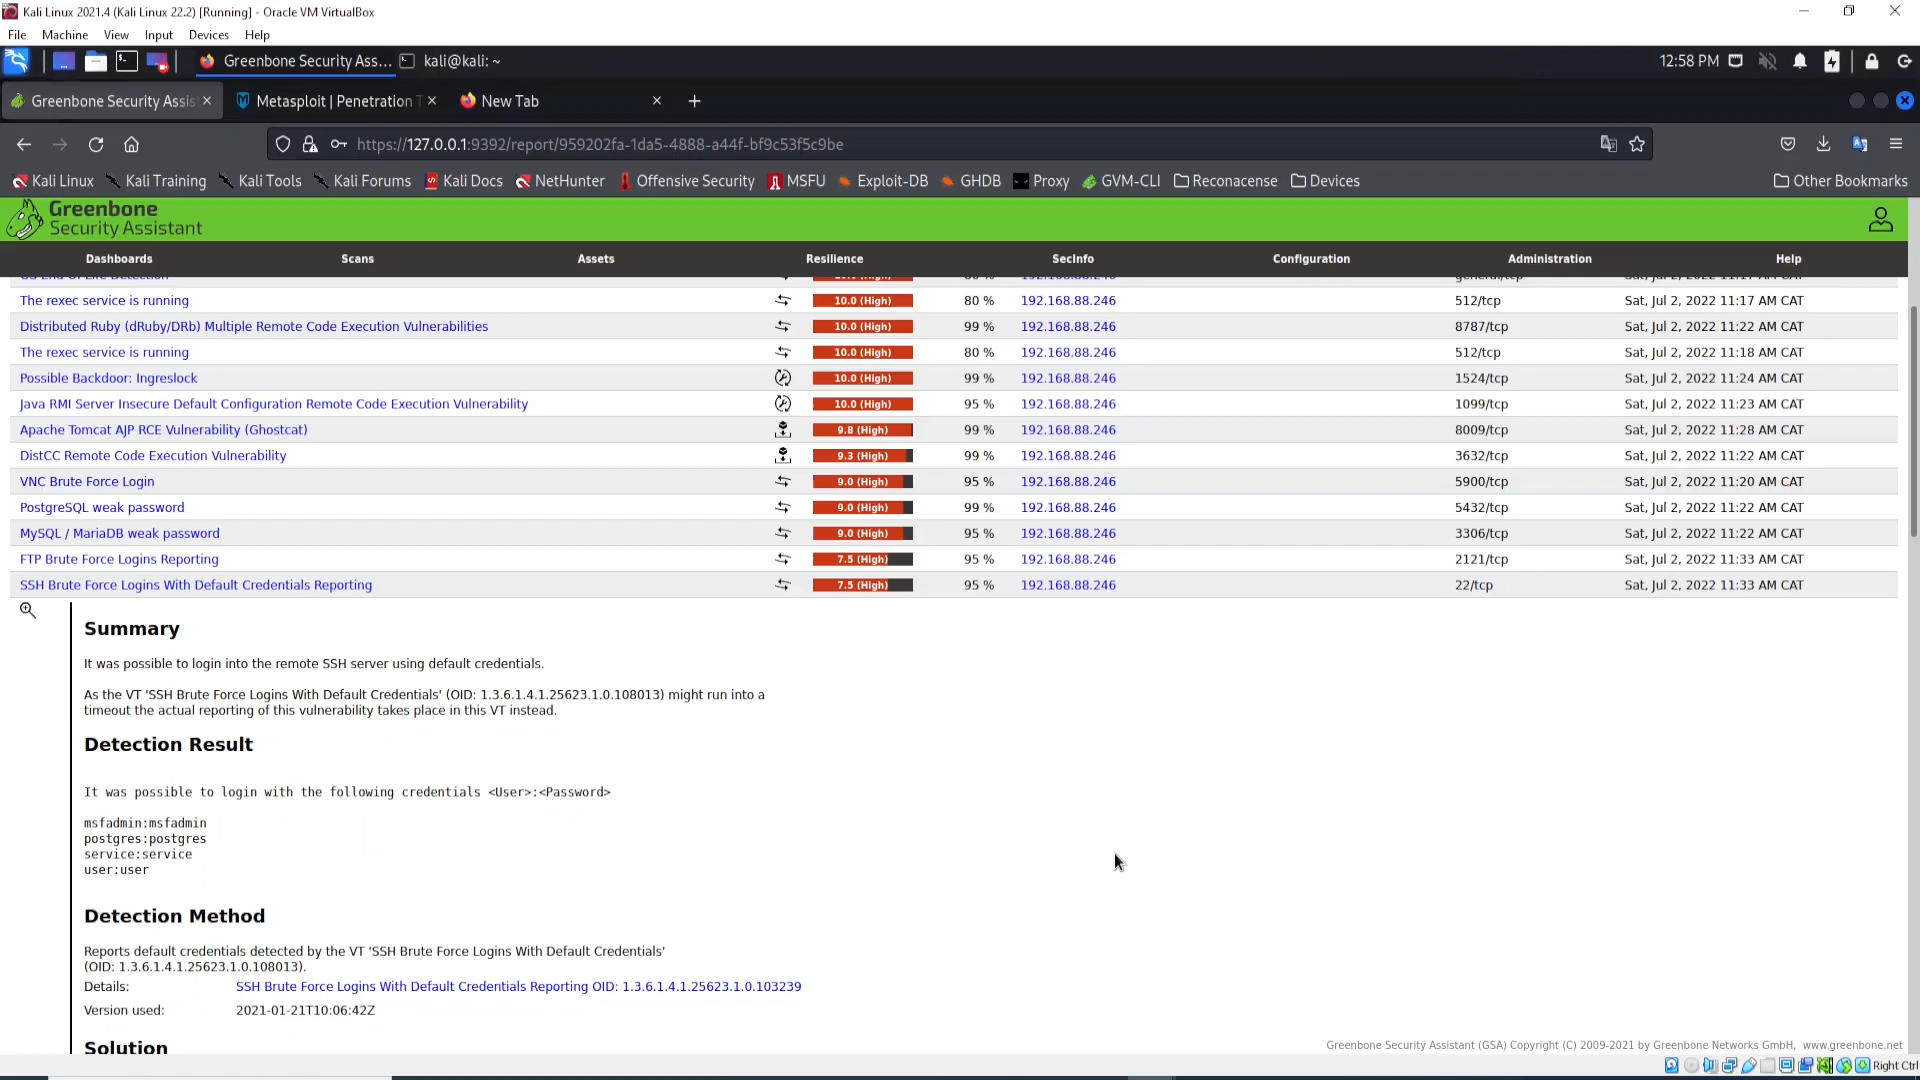 Kali Linux 2021.4 (Kali Linux 22.2) [Running] - Oracle VM VirtualBox
File Machine View Input Devices Help
Greenbone Security Ass... kali@kali: ~ 12:58 PM
Greenbone Security Assis Metasploit | Penetration T New Tab
https://127.0.0.1:9392/report/959202fa-1da5-4888-a44f-bf9c53f5c9be
Kali Linux Kali Training Kali Tools Kali Forums Kali Docs NetHunter Offensive Security MSFU Exploit-DB GHDB Proxy GVM-CLI Reconacense Devices Other Bookmarks
Greenbone
Security Assistant
Dashboards Scans Assets Resilience SecInfo Configuration Administration Help
The rexec service is running 10.0 (High) 80 % 192.168.88.246 512/tcp Sat, Jul 2, 2022 11:17 AM CAT
Distributed Ruby (dRuby/DRb) Multiple Remote Code Execution Vulnerabilities 10.0 (High) 99 % 192.168.88.246 8787/tcp Sat, Jul 2, 2022 11:22 AM CAT
The rexec service is running 10.0 (High) 80 % 192.168.88.246 512/tcp Sat, Jul 2, 2022 11:18 AM CAT
Possible Backdoor: Ingreslock 10.0 (High) 99 % 192.168.88.246 1524/tcp Sat, Jul 2, 2022 11:24 AM CAT
Java RMI Server Insecure Default Configuration Remote Code Execution Vulnerability 10.0 (High) 95 % 192.168.88.246 1099/tcp Sat, Jul 2, 2022 11:23 AM CAT
Apache Tomcat AJP RCE Vulnerability (Ghostcat) 9.8 (High) 99 % 192.168.88.246 8009/tcp Sat, Jul 2, 2022 11:28 AM CAT
DistCC Remote Code Execution Vulnerability 9.3 (High) 99 % 192.168.88.246 3632/tcp Sat, Jul 2, 2022 11:22 AM CAT
VNC Brute Force Login 9.0 (High) 95 % 192.168.88.246 5900/tcp Sat, Jul 2, 2022 11:20 AM CAT
PostgreSQL weak password 9.0 (High) 99 % 192.168.88.246 5432/tcp Sat, Jul 2, 2022 11:22 AM CAT
MySQL / MariaDB weak password 9.0 (High) 95 % 192.168.88.246 3306/tcp Sat, Jul 2, 2022 11:22 AM CAT
FTP Brute Force Logins Reporting 7.5 (High) 95 % 192.168.88.246 2121/tcp Sat, Jul 2, 2022 11:33 AM CAT
SSH Brute Force Logins With Default Credentials Reporting 7.5 (High) 95 % 192.168.88.246 22/tcp Sat, Jul 2, 2022 11:33 AM CAT
Summary
It was possible to login into the remote SSH server using default credentials.
As the VT 'SSH Brute Force Logins With Default Credentials' (OID: 1.3.6.1.4.1.25623.1.0.108013) might run into a
timeout the actual reporting of this vulnerability takes place in this VT instead.
Detection Result
It was possible to login with the following credentials <User>:<Password>
msfadmin:msfadmin
postgres:postgres
service:service
user:user
Detection Method
Reports default credentials detected by the VT 'SSH Brute Force Logins With Default Credentials'
(OID: 1.3.6.1.4.1.25623.1.0.108013).
Details: SSH Brute Force Logins With Default Credentials Reporting OID: 1.3.6.1.4.1.25623.1.0.103239
Version used: 2021-01-21T10:06:42Z
Solution
Greenbone Security Assistant (GSA) Copyright (C) 2009-2021 by Greenbone Networks GmbH, www.greenbone.net
Right Ctrl